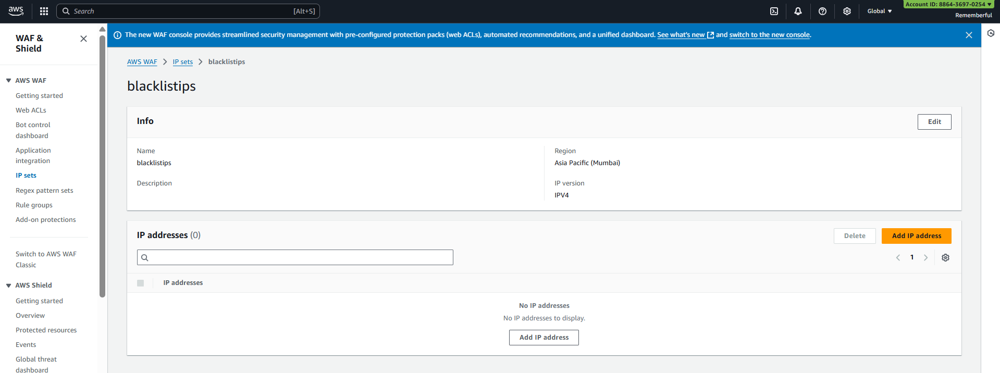 aws
Search
[Alt+S]
Global
Account ID: 8864-3697-0254
Rememberful
WAF &
Shield
AWS WAF
Getting started
Web ACLs
Bot control
dashboard
Application
integration
IP sets
Regex pattern sets
Rule groups
Add-on protections
Switch to AWS WAF
Classic
AWS Shield
Getting started
Overview
Protected resources
Events
Global threat
dashboard
The new WAF console provides streamlined security management with pre-configured protection packs (web ACLs), automated recommendations, and a unified dashboard. See what's new and switch to the new console.
AWS WAF > IP sets > blacklistips
blacklistips
Info
Edit
Name
blacklistips
Description
Region
Asia Pacific (Mumbai)
IP version
IPV4
IP addresses (0)
Delete
Add IP address
1
IP addresses
No IP addresses
No IP addresses to display.
Add IP address